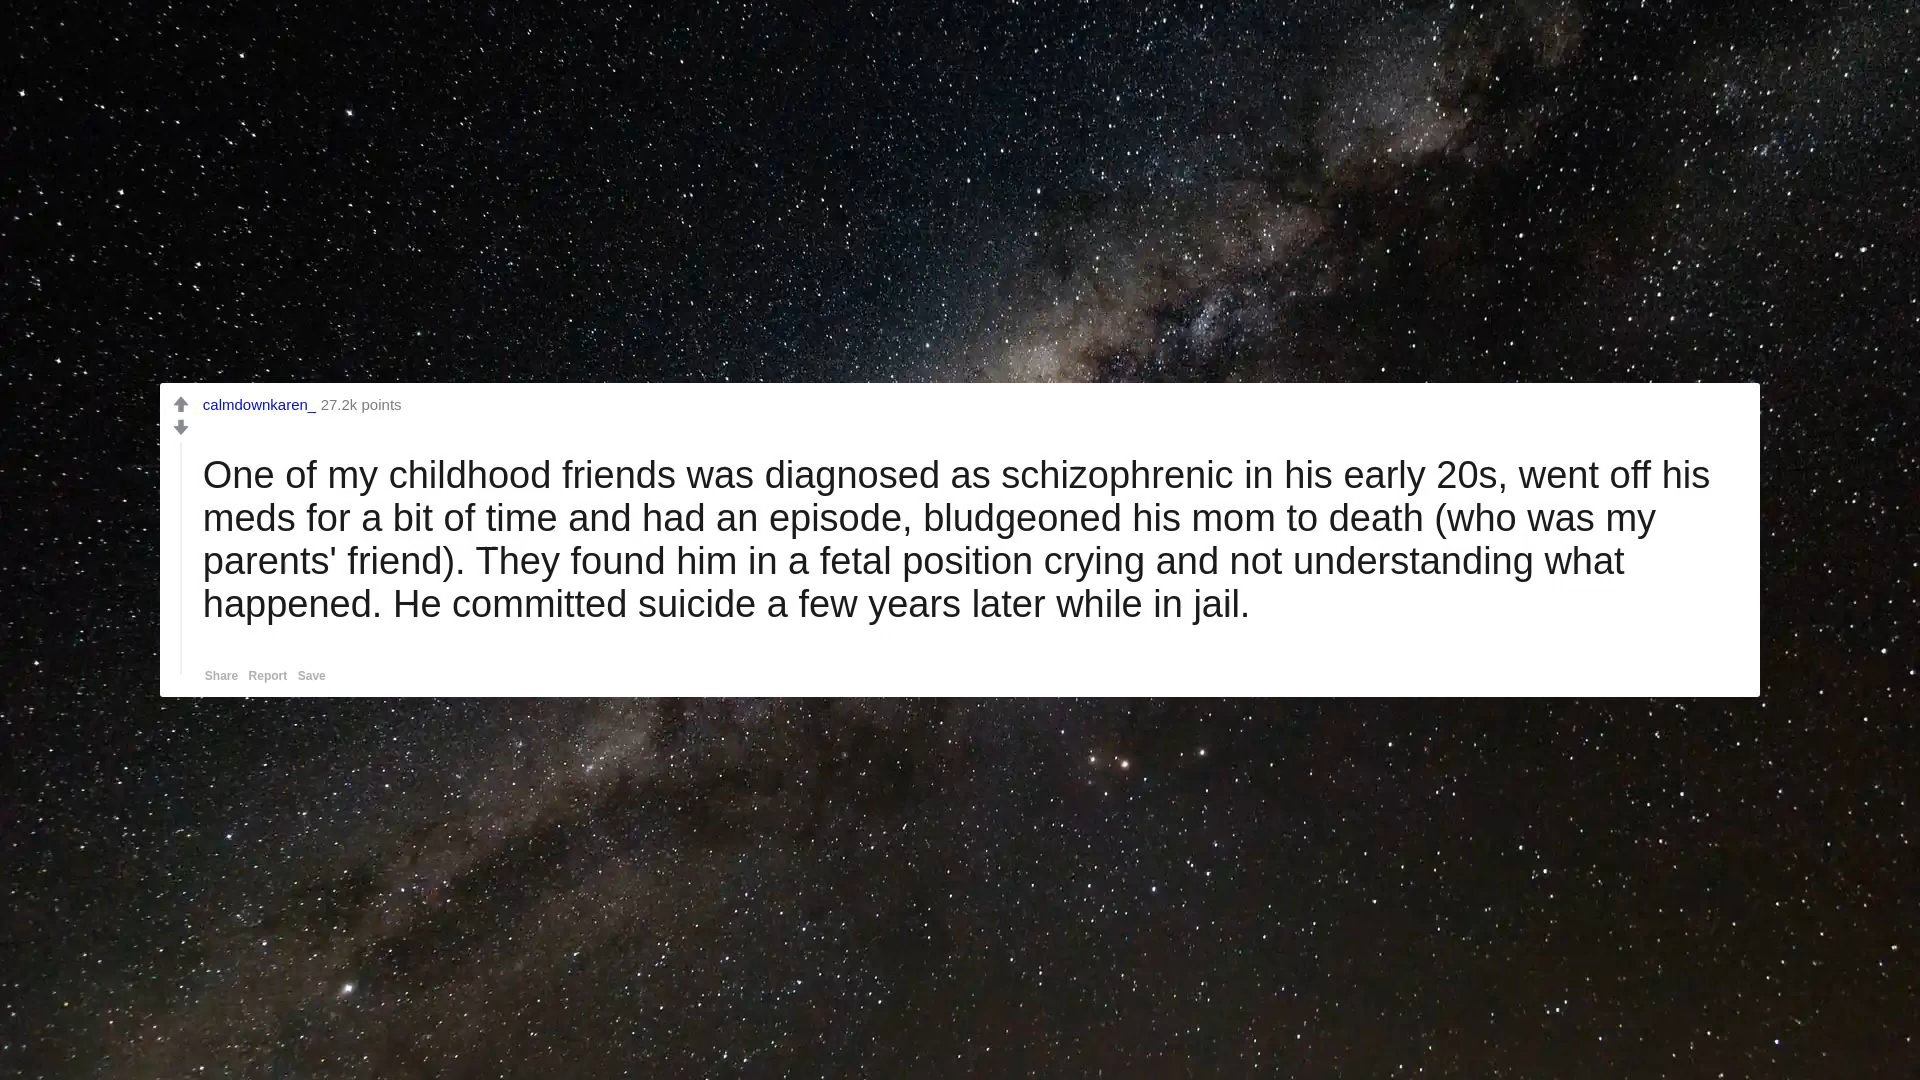 calmdownkaren_ 27.2k points
One of my childhood friends was diagnosed as schizophrenic in his early 20s, went off his
meds for a bit of time and had an episode, bludgeoned his mom to death (who was my
parents' friend). They found him in a fetal position crying and not understanding what
happened. He committed suicide a few years later while in jail.
Share Report Save